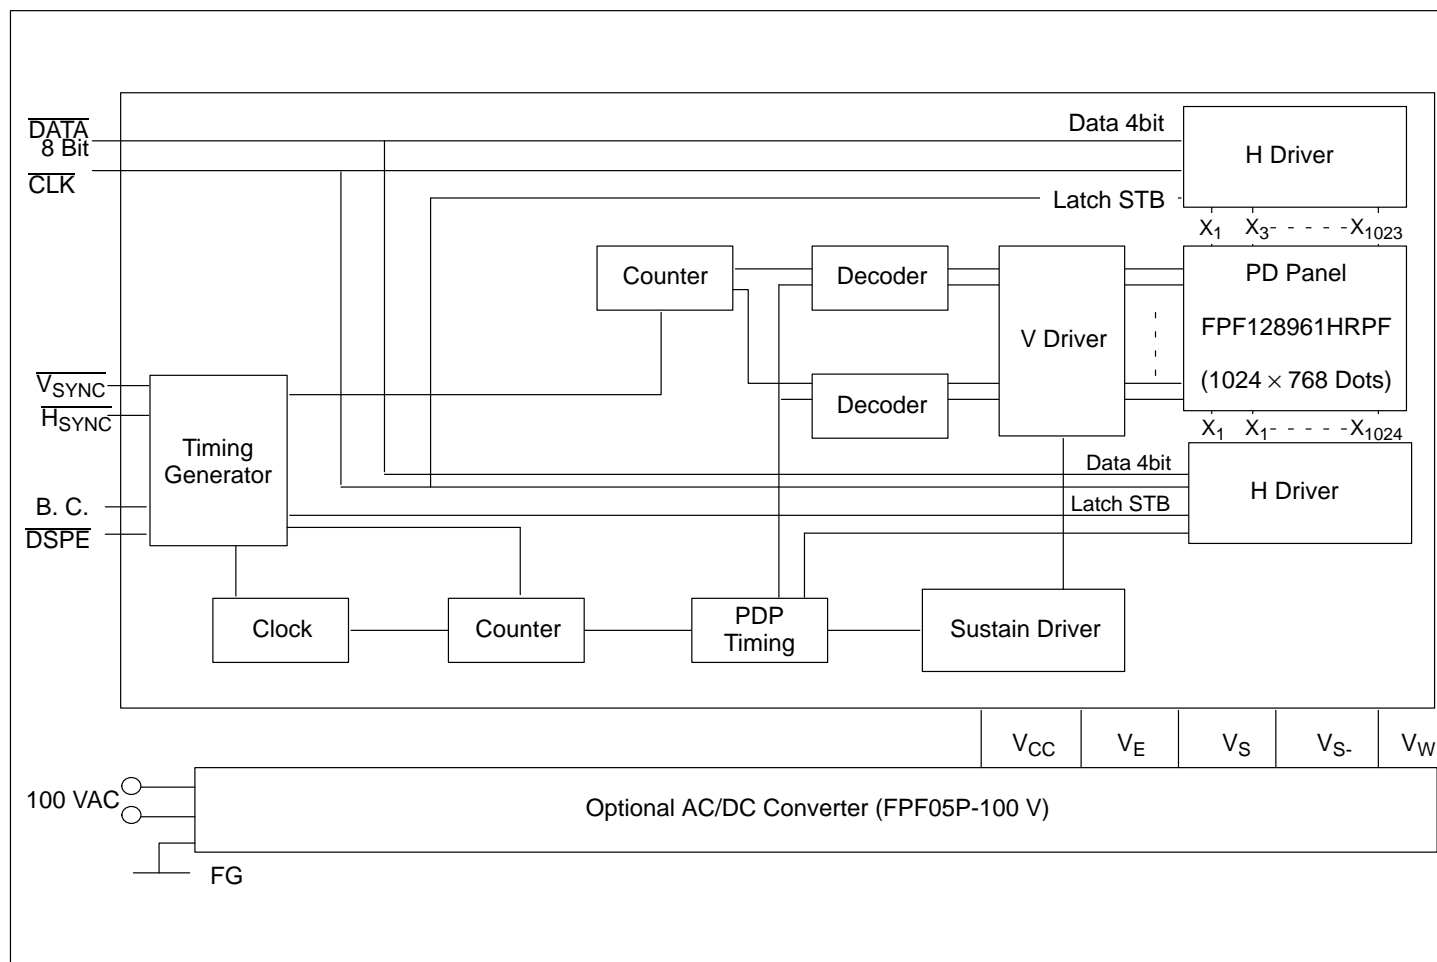 DATA
8 Bit
CLK
Data 4bit
H Driver
Latch STB
X1 X3- - - - - -X1023
Counter
Decoder
V Driver
PD Panel
FPF128961HRPF
(1024 × 768 Dots)
Decoder
VSYNC
HSYNC
Timing
Generator
X1 X1- - - - - -X1024
Data 4bit
H Driver
Latch STB
B. C.
DSPE
Clock
Counter
PDP
Timing
Sustain Driver
VCC VE VS VS- VW
100 VAC
Optional AC/DC Converter (FPF05P-100 V)
FG